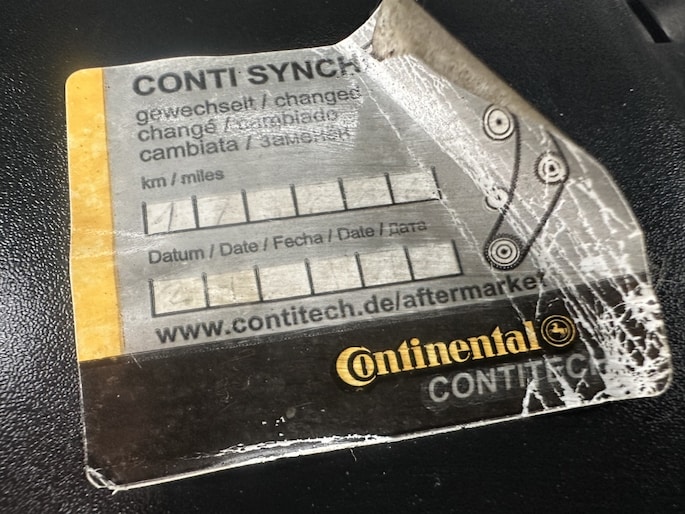 CONTI SYNCH
gewechselt / changed
changé / cambiado
cambiata / заменён
km / miles
Datum / Date / Fecha / Date / Дата
www.contitech.de/aftermarket
Continental
CONTITECH